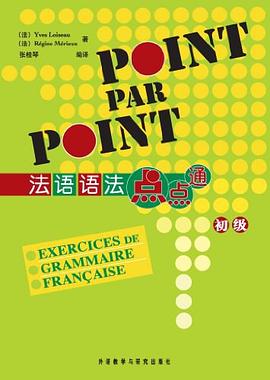 （法）Yves Loiseau
（法）Régine Mérieux 著
张桂琴 编译
POINT
PAR
POINT
法语语法点点通
初级
EXERCICES DE
GRAMMAIRE
FRANÇAISE
外语教学与研究出版社